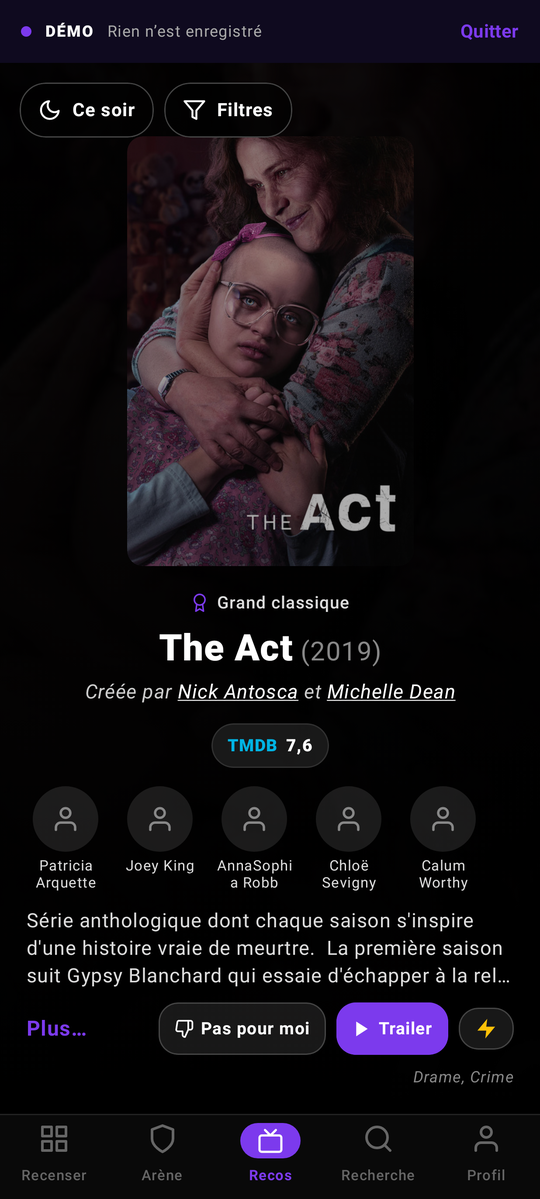 DÉMO Rien n'est enregistré Quitter
Ce soir Filtres
THE Act
Grand classique
The Act (2019)
Créée par Nick Antosca et Michelle Dean
TMDB 7,6
Patricia Arquette
Joey King
AnnaSophia Robb
Chloë Sevigny
Calum Worthy
Série anthologique dont chaque saison s'inspire
d'une histoire vraie de meurtre.  La première saison
suit Gypsy Blanchard qui essaie d'échapper à la rel…
Plus… Pas pour moi Trailer
Drame, Crime
Recenser Arène Recos Recherche Profil